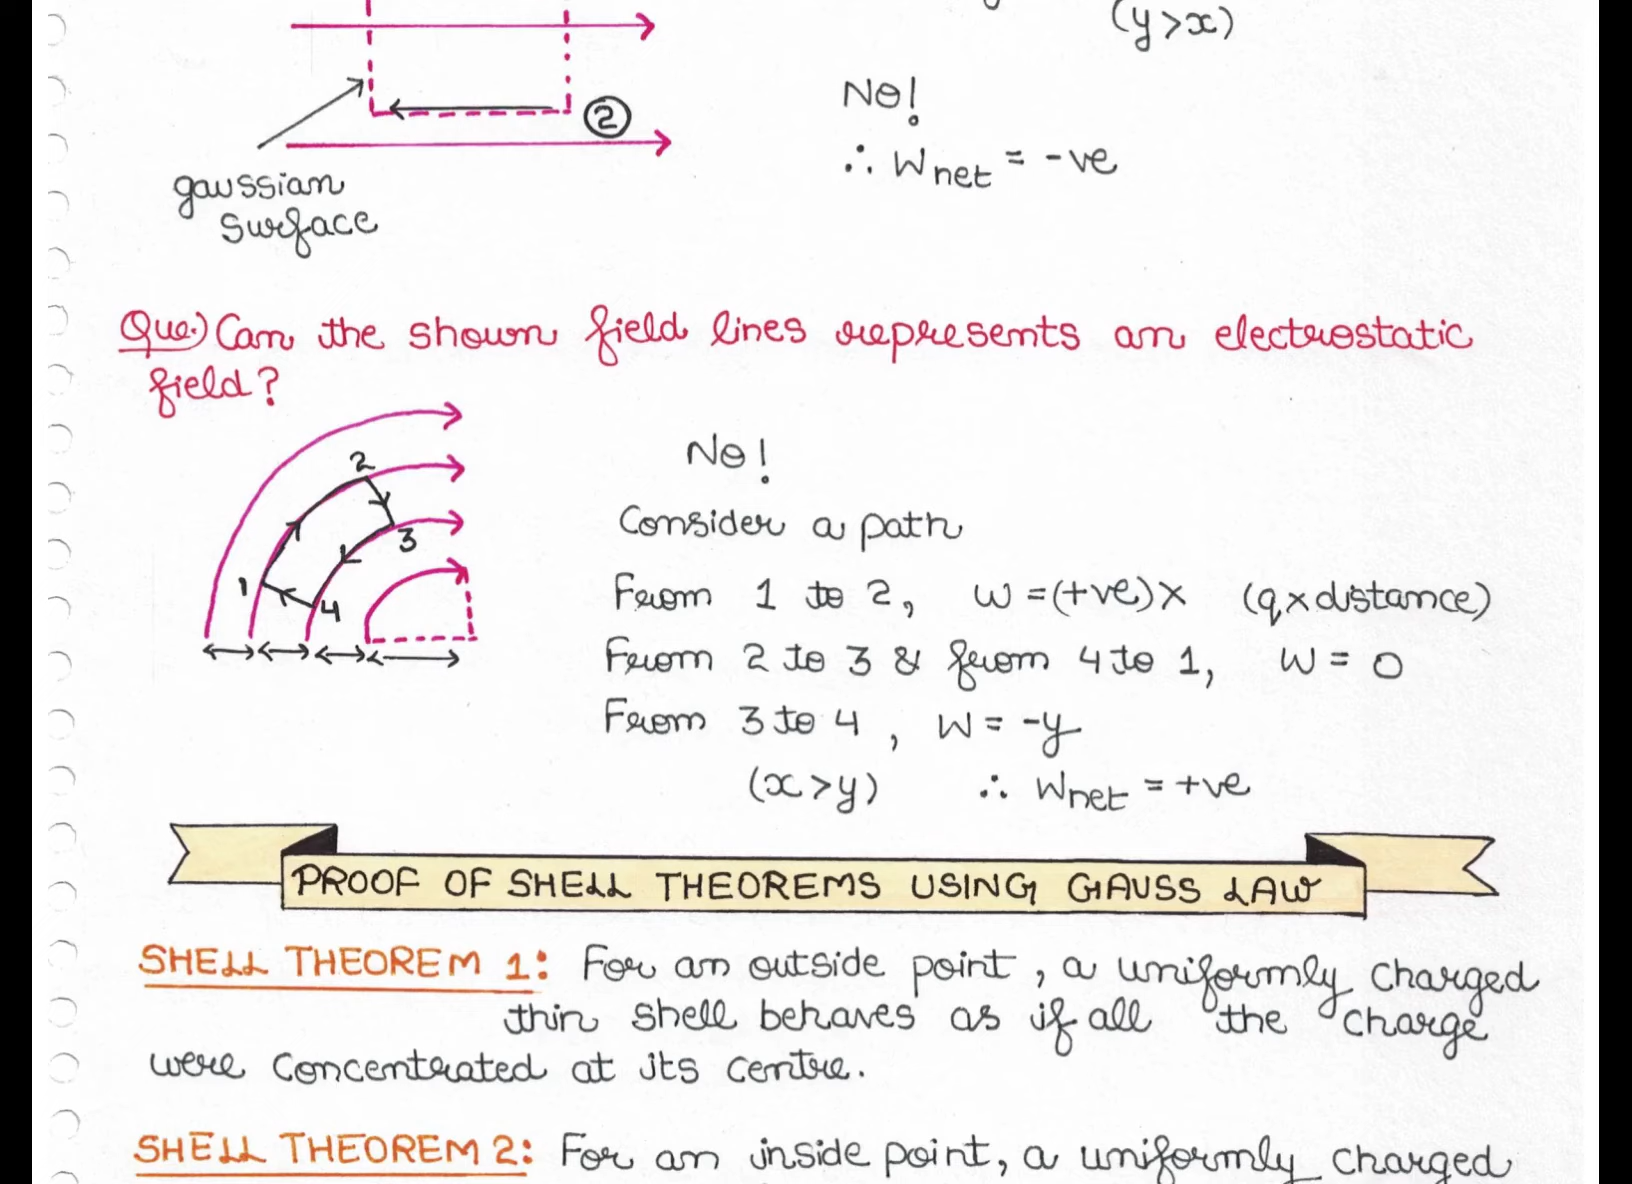 (y>x)
No!
∴ Wnet = -ve
②
gaussian
surface
Que.) Can the shown field lines represents an electrostatic
field?
1
2
3
4
No!
Consider a path
From 1 to 2, W = (+ve) × (q × distance)
From 2 to 3 & from 4 to 1, W = 0
From 3 to 4, W = -y
(x>y) ∴ Wnet = +ve
PROOF OF SHELL THEOREMS USING GAUSS LAW
SHELL THEOREM 1: For an outside point, a uniformly charged
thin shell behaves as if all the charge
were concentrated at its centre.
SHELL THEOREM 2: For an inside point, a uniformly charged